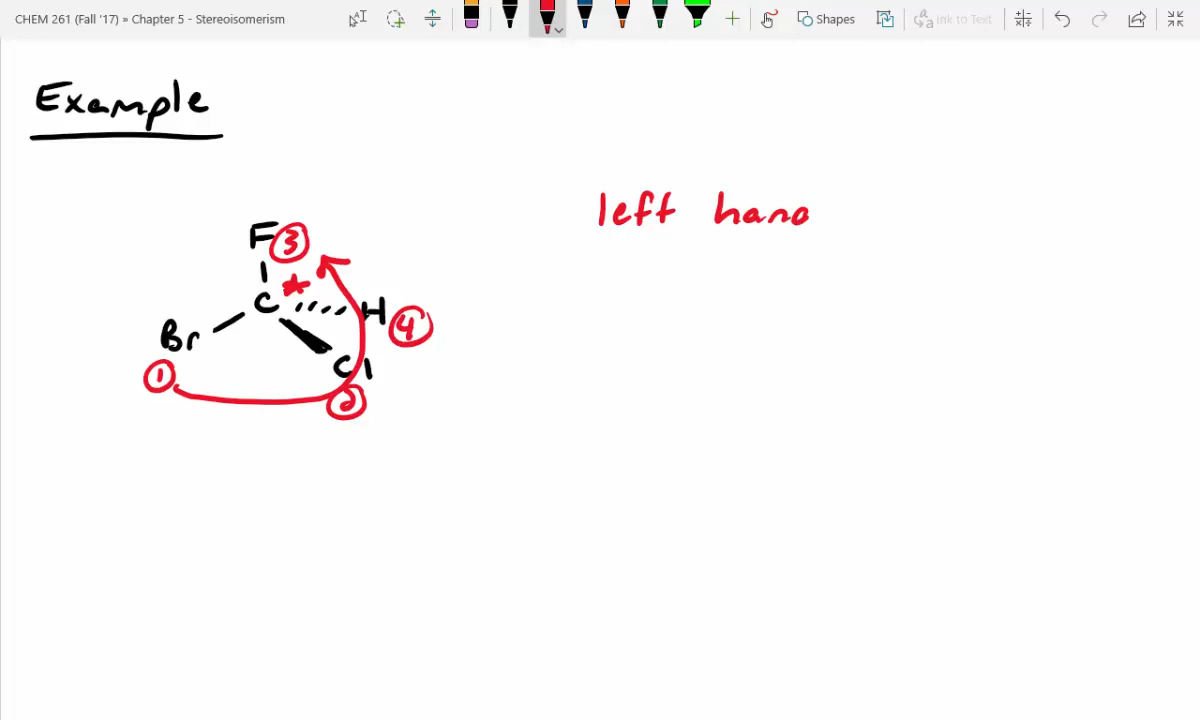 CHEM 261 (Fall '17) » Chapter 5 - Stereoisomerism
Shapes
Ink to Text
Example
left hand
F 3
C * H 4
Br
Cl
1
2